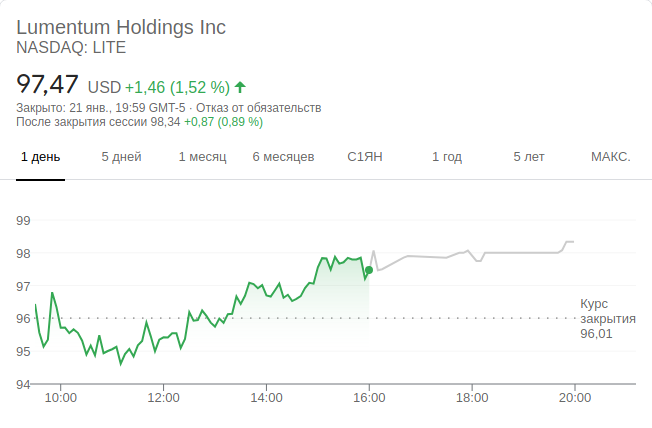 Lumentum Holdings Inc
NASDAQ: LITE
97,47 USD +1,46 (1,52 %)
Закрыто: 21 янв., 19:59 GMT-5 · Отказ от обязательств
После закрытия сессии 98,34 +0,87 (0,89 %)
1 день 5 дней 1 месяц 6 месяцев С1ЯН 1 год 5 лет МАКС.
99
98
97
96
95
94
Курс
закрытия
96,01
10:00 12:00 14:00 16:00 18:00 20:00